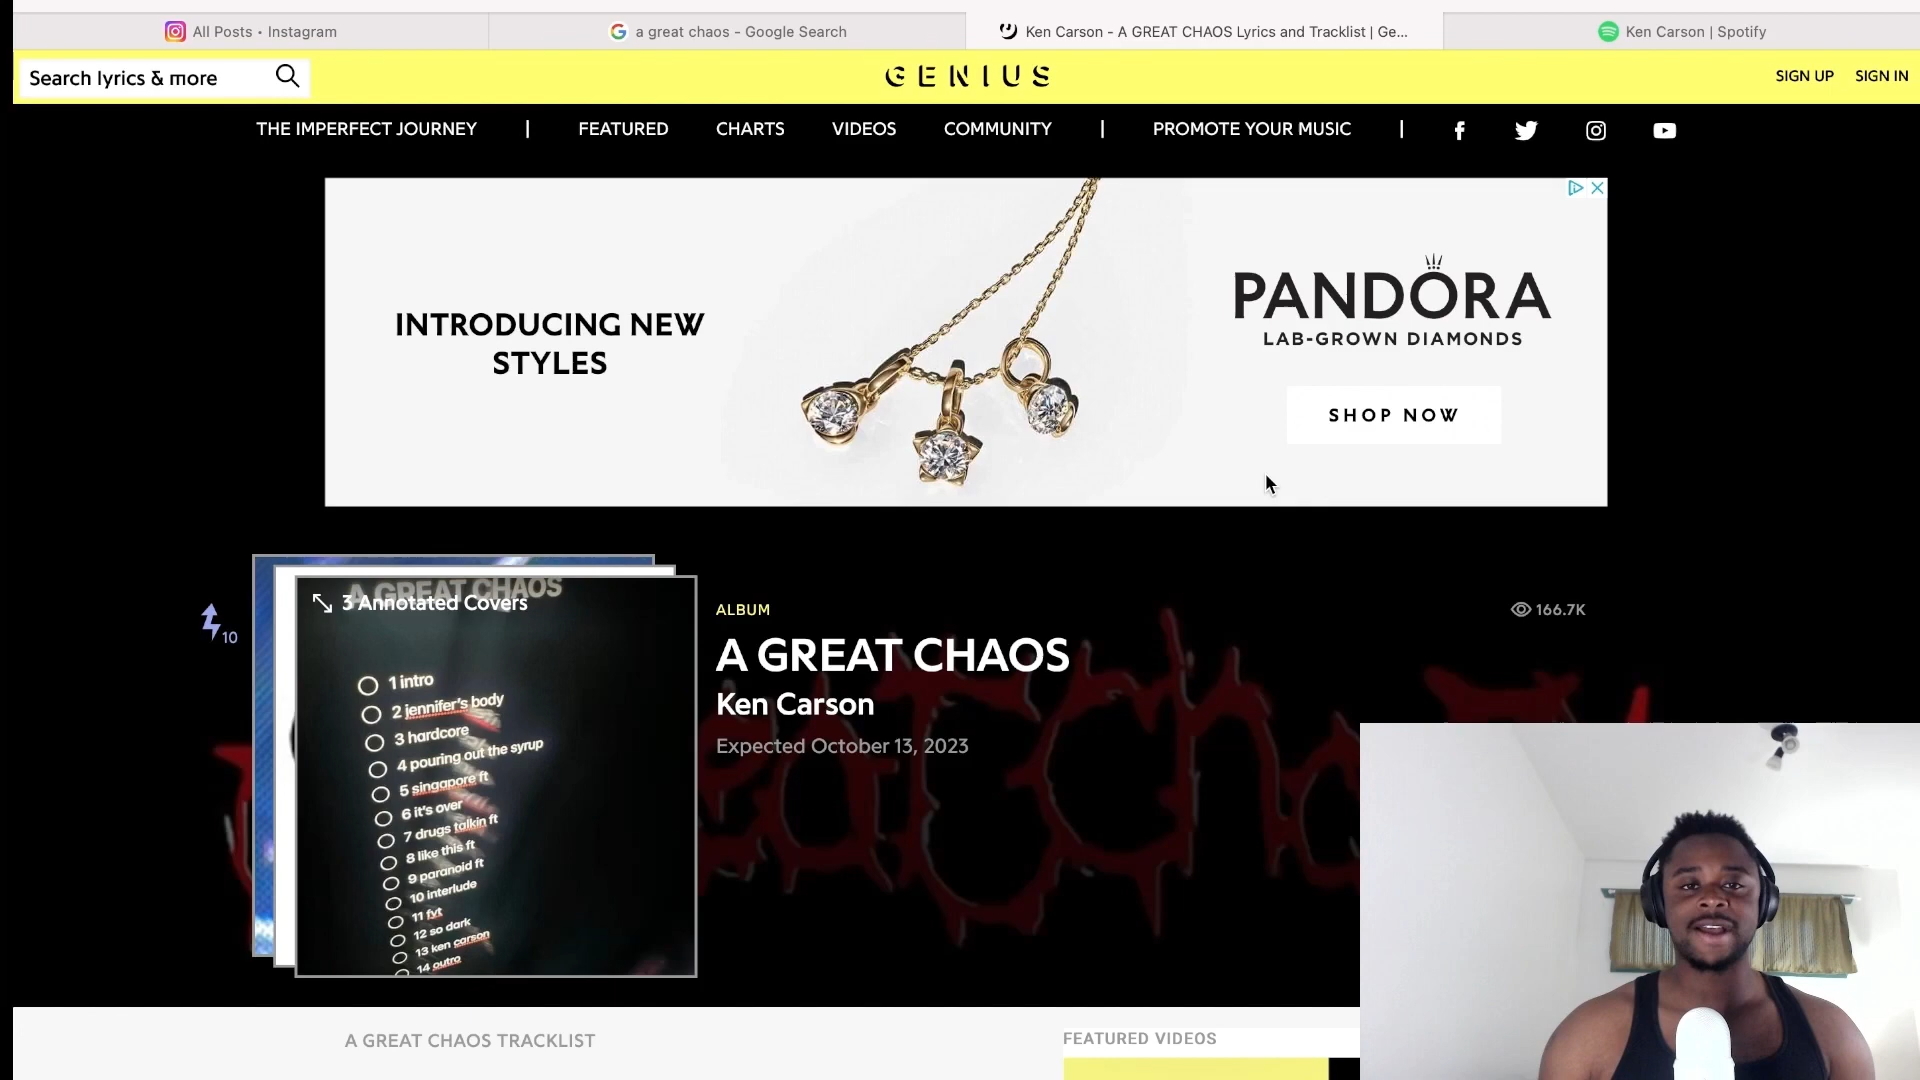 All Posts • Instagram
a great chaos - Google Search
Ken Carson - A GREAT CHAOS Lyrics and Tracklist | Ge...
Ken Carson | Spotify
Search lyrics & more
GENIUS
SIGN UP
SIGN IN
THE IMPERFECT JOURNEY | FEATURED CHARTS VIDEOS COMMUNITY | PROMOTE YOUR MUSIC |
INTRODUCING NEW
STYLES
PANDORA
LAB-GROWN DIAMONDS
SHOP NOW
10
A GREAT CHAOS
3 Annotated Covers
1 intro
2 jennifer's body
3 hardcore
4 pouring out the syrup
5 singapore ft
6 it's over
7 drugs talkin ft
8 like this ft
9 paranoid ft
10 interlude
11 fvt
12 so dark
13 ken carson
14 outro
ALBUM
166.7K
A GREAT CHAOS
Ken Carson
Expected October 13, 2023
A GREAT CHAOS TRACKLIST
FEATURED VIDEOS